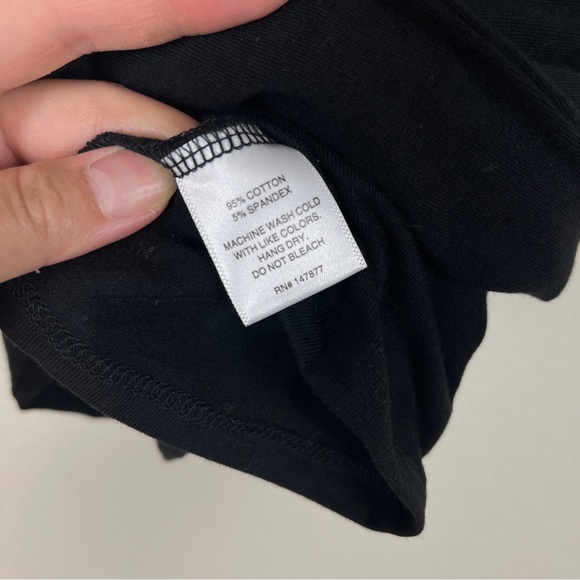 95% COTTON
5% SPANDEX
MACHINE WASH COLD
WITH LIKE COLORS.
HANG DRY.
DO NOT BLEACH
RN# 147877